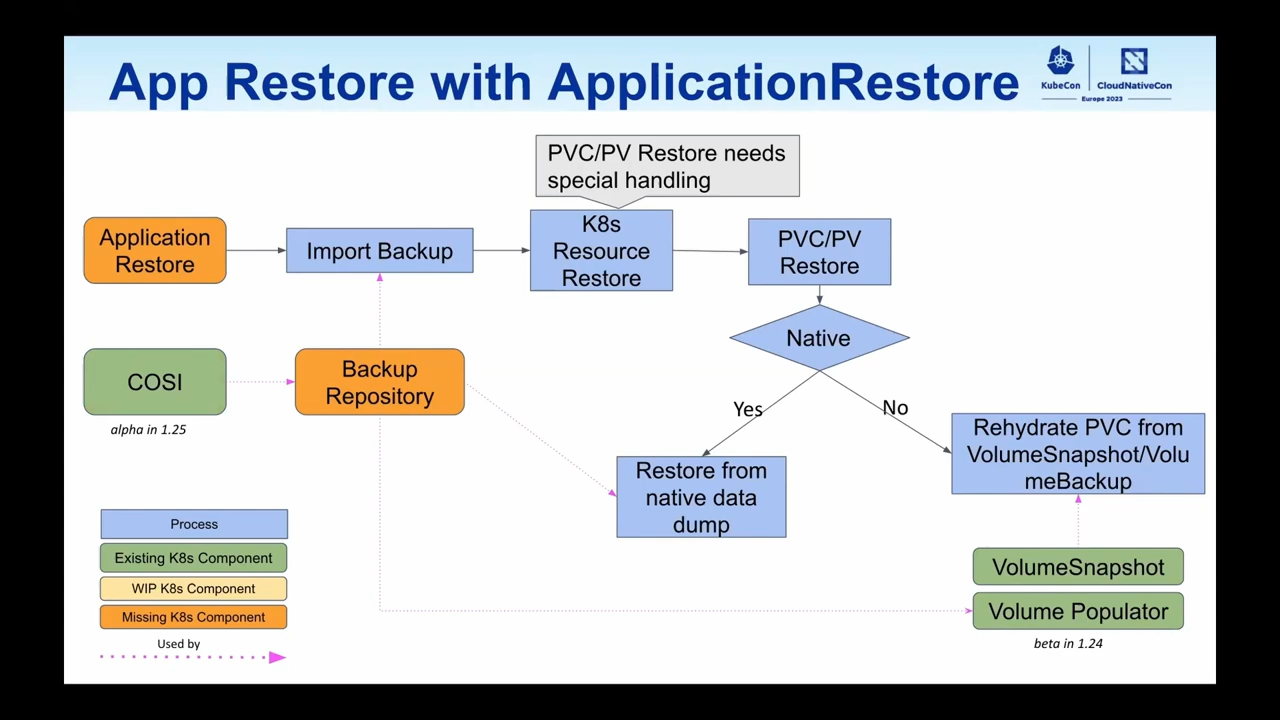 App Restore with ApplicationRestore
KubeCon
CloudNativeCon
Europe 2023
PVC/PV Restore needs
special handling
Application
Restore
Import Backup
K8s
Resource
Restore
PVC/PV
Restore
Native
COSI
alpha in 1.25
Backup
Repository
Yes
No
Restore from
native data
dump
Rehydrate PVC from
VolumeSnapshot/Volu
meBackup
Process
Existing K8s Component
WIP K8s Component
Missing K8s Component
Used by
VolumeSnapshot
Volume Populator
beta in 1.24